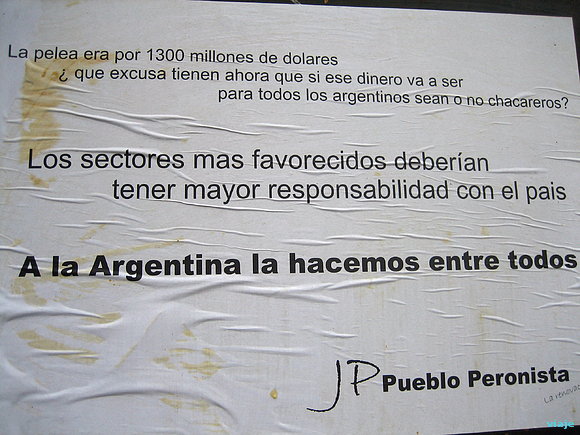 La pelea era por 1300 millones de dolares
¿ que excusa tienen ahora que si ese dinero va a ser
para todos los argentinos sean o no chacareros?
Los sectores mas favorecidos deberían
tener mayor responsabilidad con el pais
A la Argentina la hacemos entre todos
JP Pueblo Peronista
viaje